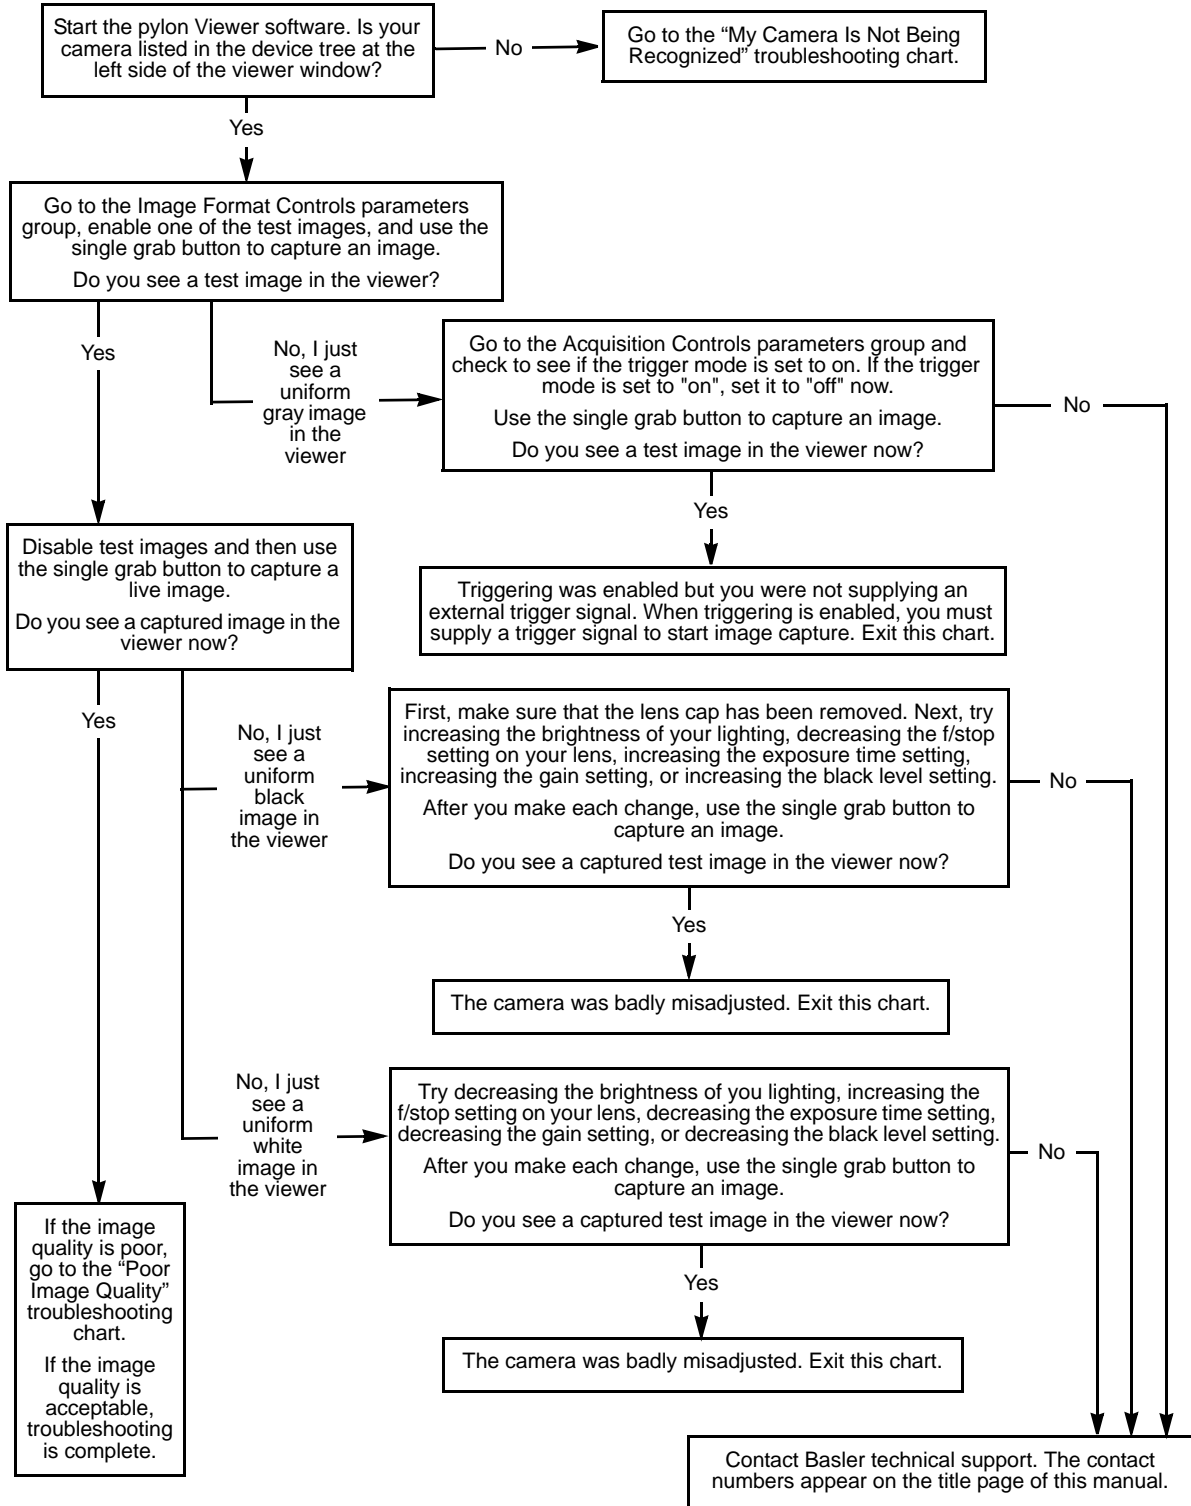 Start the pylon Viewer software. Is your
camera listed in the device tree at the
left side of the viewer window?
No
Go to the “My Camera Is Not Being
Recognized” troubleshooting chart.
Yes
Go to the Image Format Controls parameters
group, enable one of the test images, and use the
single grab button to capture an image.
Do you see a test image in the viewer?
Yes
No, I just
see a
uniform
gray image
in the
viewer
Go to the Acquisition Controls parameters group and
check to see if the trigger mode is set to on. If the trigger
mode is set to "on", set it to "off" now.
Use the single grab button to capture an image.
Do you see a test image in the viewer now?
No
Yes
Triggering was enabled but you were not supplying an
external trigger signal. When triggering is enabled, you must
supply a trigger signal to start image capture. Exit this chart.
Disable test images and then use
the single grab button to capture a
live image.
Do you see a captured image in the
viewer now?
Yes
No, I just
see a
uniform
black
image in
the viewer
First, make sure that the lens cap has been removed. Next, try
increasing the brightness of your lighting, decreasing the f/stop
setting on your lens, increasing the exposure time setting,
increasing the gain setting, or increasing the black level setting.
After you make each change, use the single grab button to
capture an image.
Do you see a captured test image in the viewer now?
No
Yes
The camera was badly misadjusted. Exit this chart.
No, I just
see a
uniform
white
image in
the viewer
Try decreasing the brightness of you lighting, increasing the
f/stop setting on your lens, decreasing the exposure time setting,
decreasing the gain setting, or decreasing the black level setting.
After you make each change, use the single grab button to
capture an image.
Do you see a captured test image in the viewer now?
No
Yes
The camera was badly misadjusted. Exit this chart.
If the image
quality is poor,
go to the “Poor
Image Quality”
troubleshooting
chart.
If the image
quality is
acceptable,
troubleshooting
is complete.
Contact Basler technical support. The contact
numbers appear on the title page of this manual.